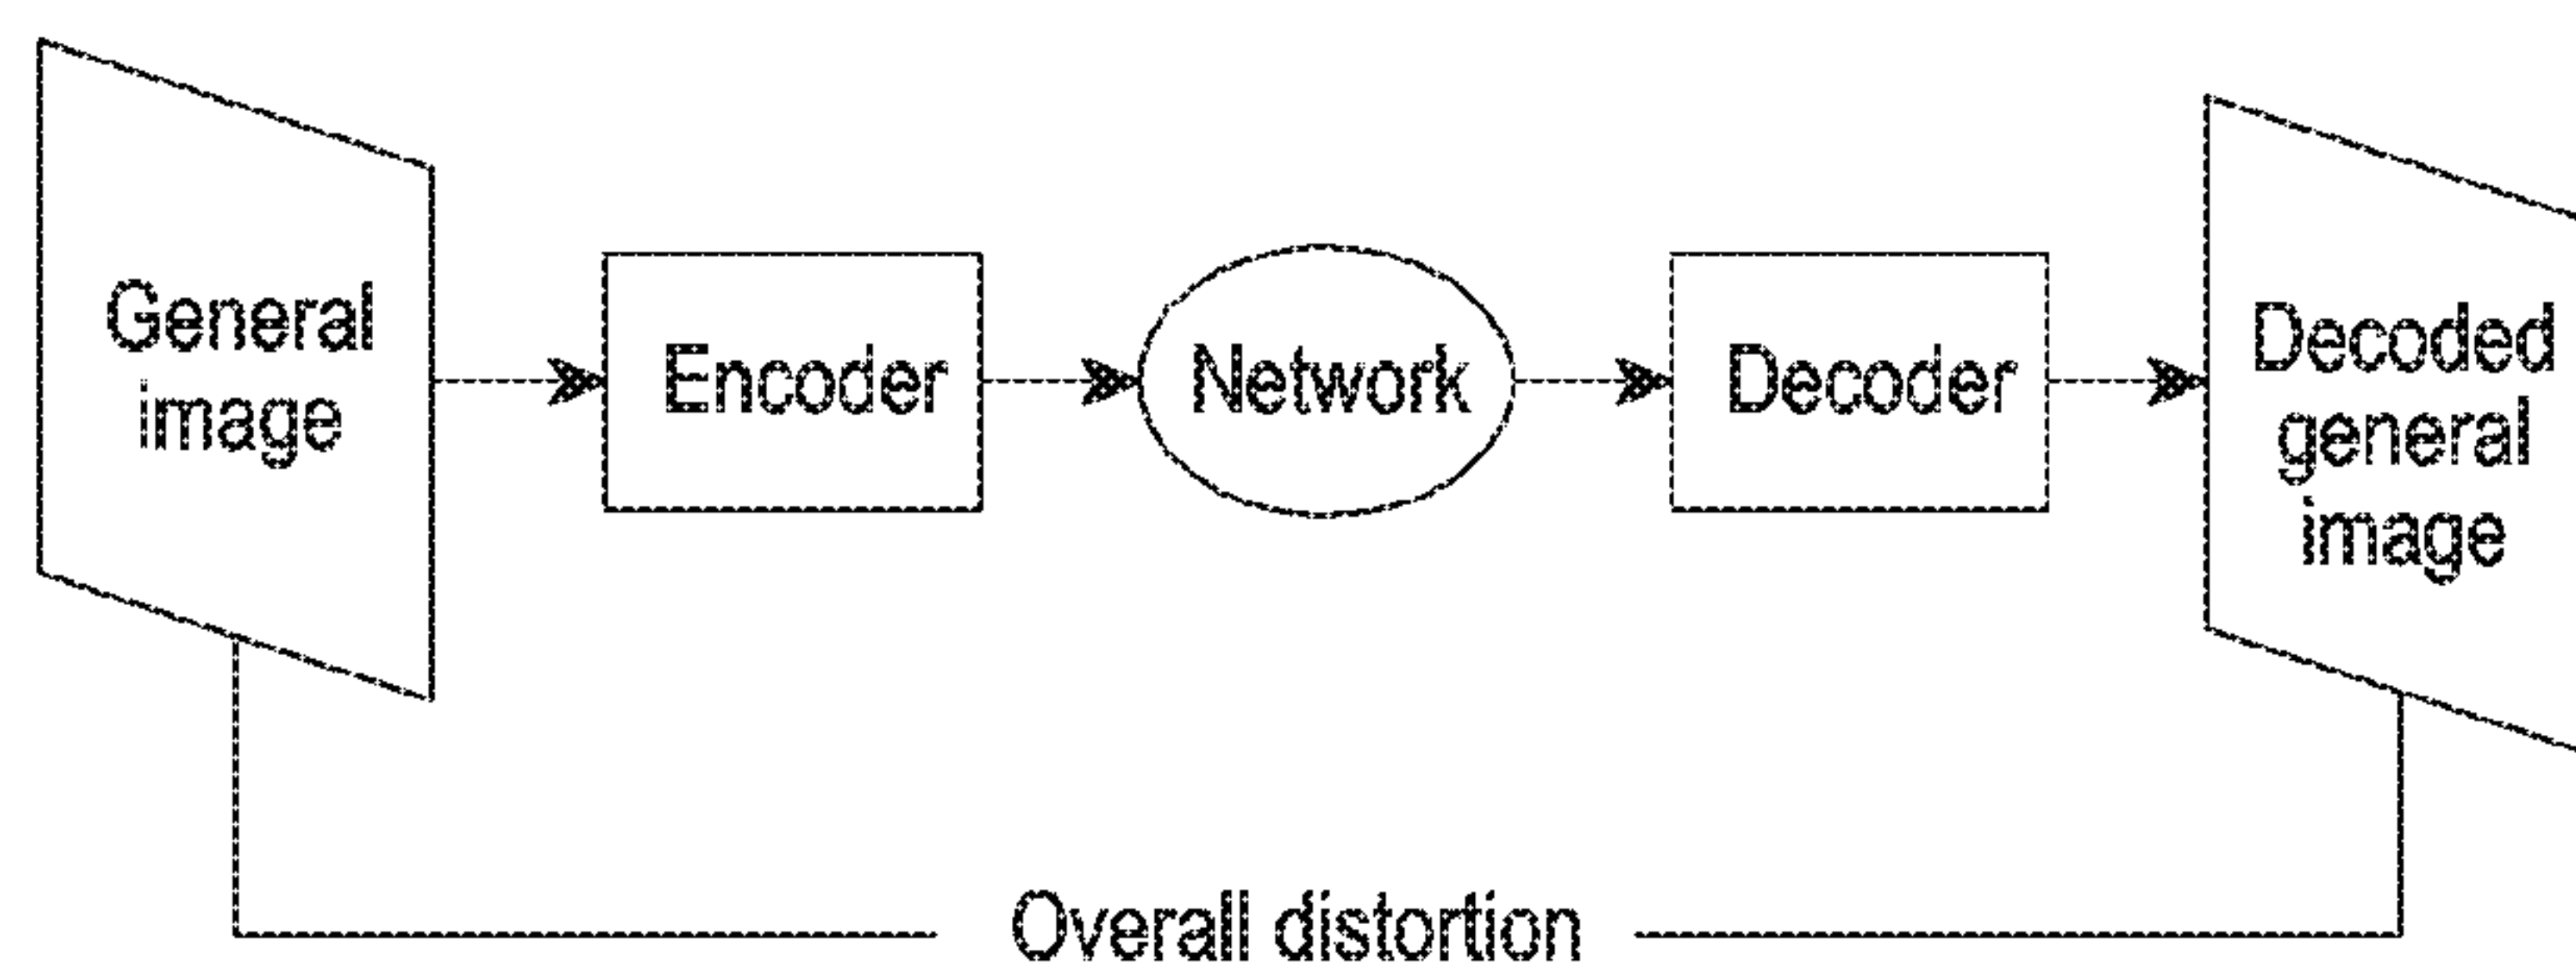 General
image
Encoder
Network
Decoder
Decoded
general
image
Overall distortion